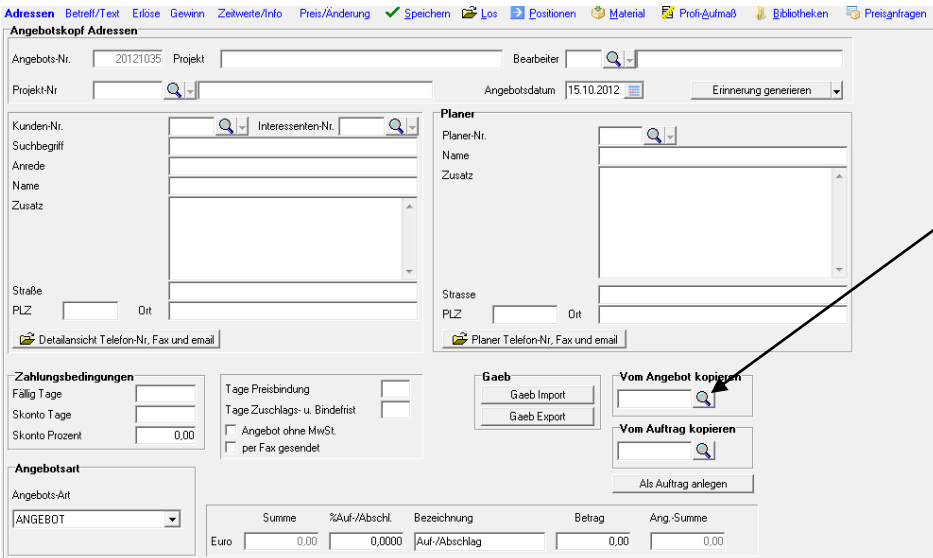 Adressen Betreff/Text Erlöse Gewinn Zeitwerte/Info Preis/Änderung Speichern Los Positionen Material Profi-Aufmaß Bibliotheken Preisanfragen
Angebotskopf Adressen
Angebots-Nr. 20121035 Projekt Bearbeiter
Projekt-Nr Angebotsdatum 15.10.2012 Erinnerung generieren
Kunden-Nr. Interessenten-Nr.
Suchbegriff
Anrede
Name
Zusatz
Straße
PLZ Ort
Detailansicht Telefon-Nr, Fax und email
Planer
Planer-Nr.
Name
Zusatz
Strasse
PLZ Ort
Planer Telefon-Nr, Fax und email
Zahlungsbedingungen
Fällig Tage
Skonto Tage
Skonto Prozent 0,00
Tage Preisbindung
Tage Zuschlags- u. Bindefrist
Angebot ohne MwSt.
per Fax gesendet
Gaeb
Gaeb Import
Gaeb Export
Vom Angebot kopieren
Vom Auftrag kopieren
Als Auftrag anlegen
Angebotsart
Angebots-Art
ANGEBOT
Summe %Auf-/Abschl. Bezeichnung Betrag Ang.-Summe
Euro 0,00 0,0000 Auf-/Abschlag 0,00 0,00